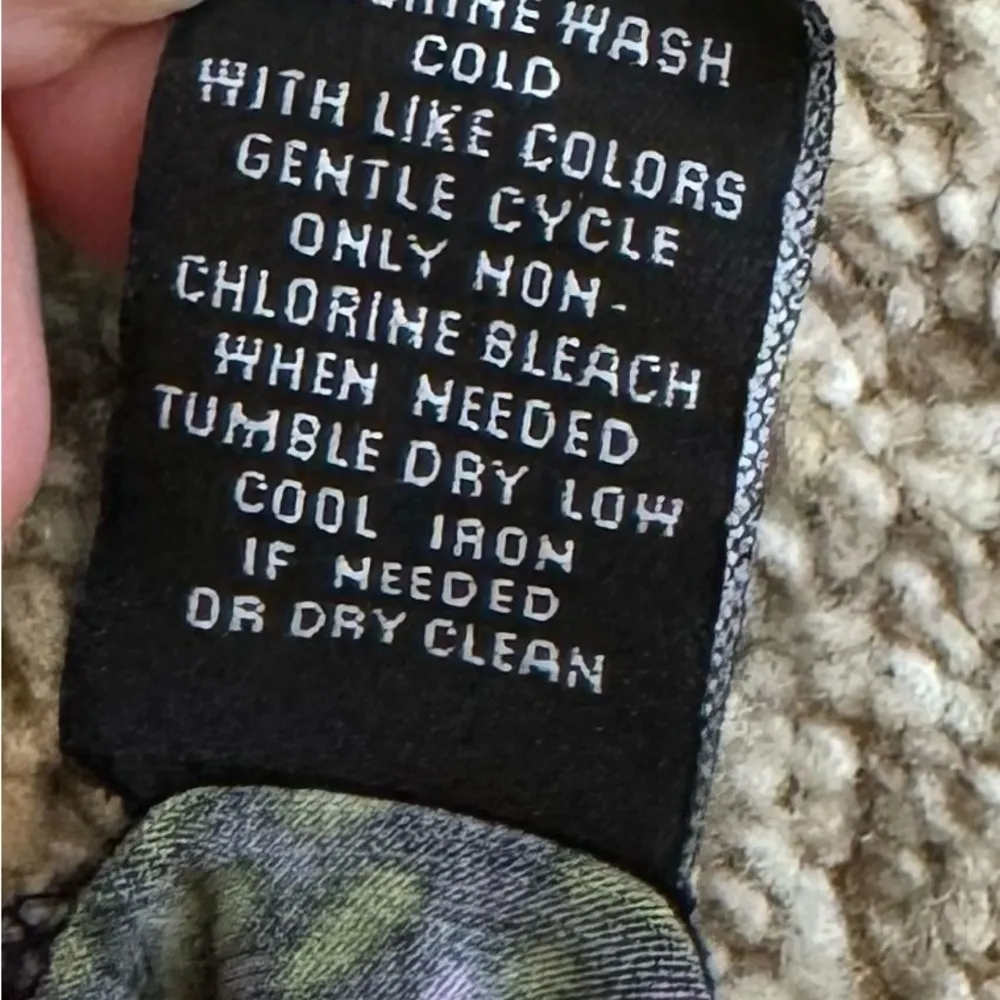 WASH
COLD
WITH LIKE COLORS
GENTLE CYCLE
ONLY NON-
CHLORINE BLEACH
WHEN NEEDED
TUMBLE DRY LOW
COOL IRON
IF NEEDED
OR DRY CLEAN